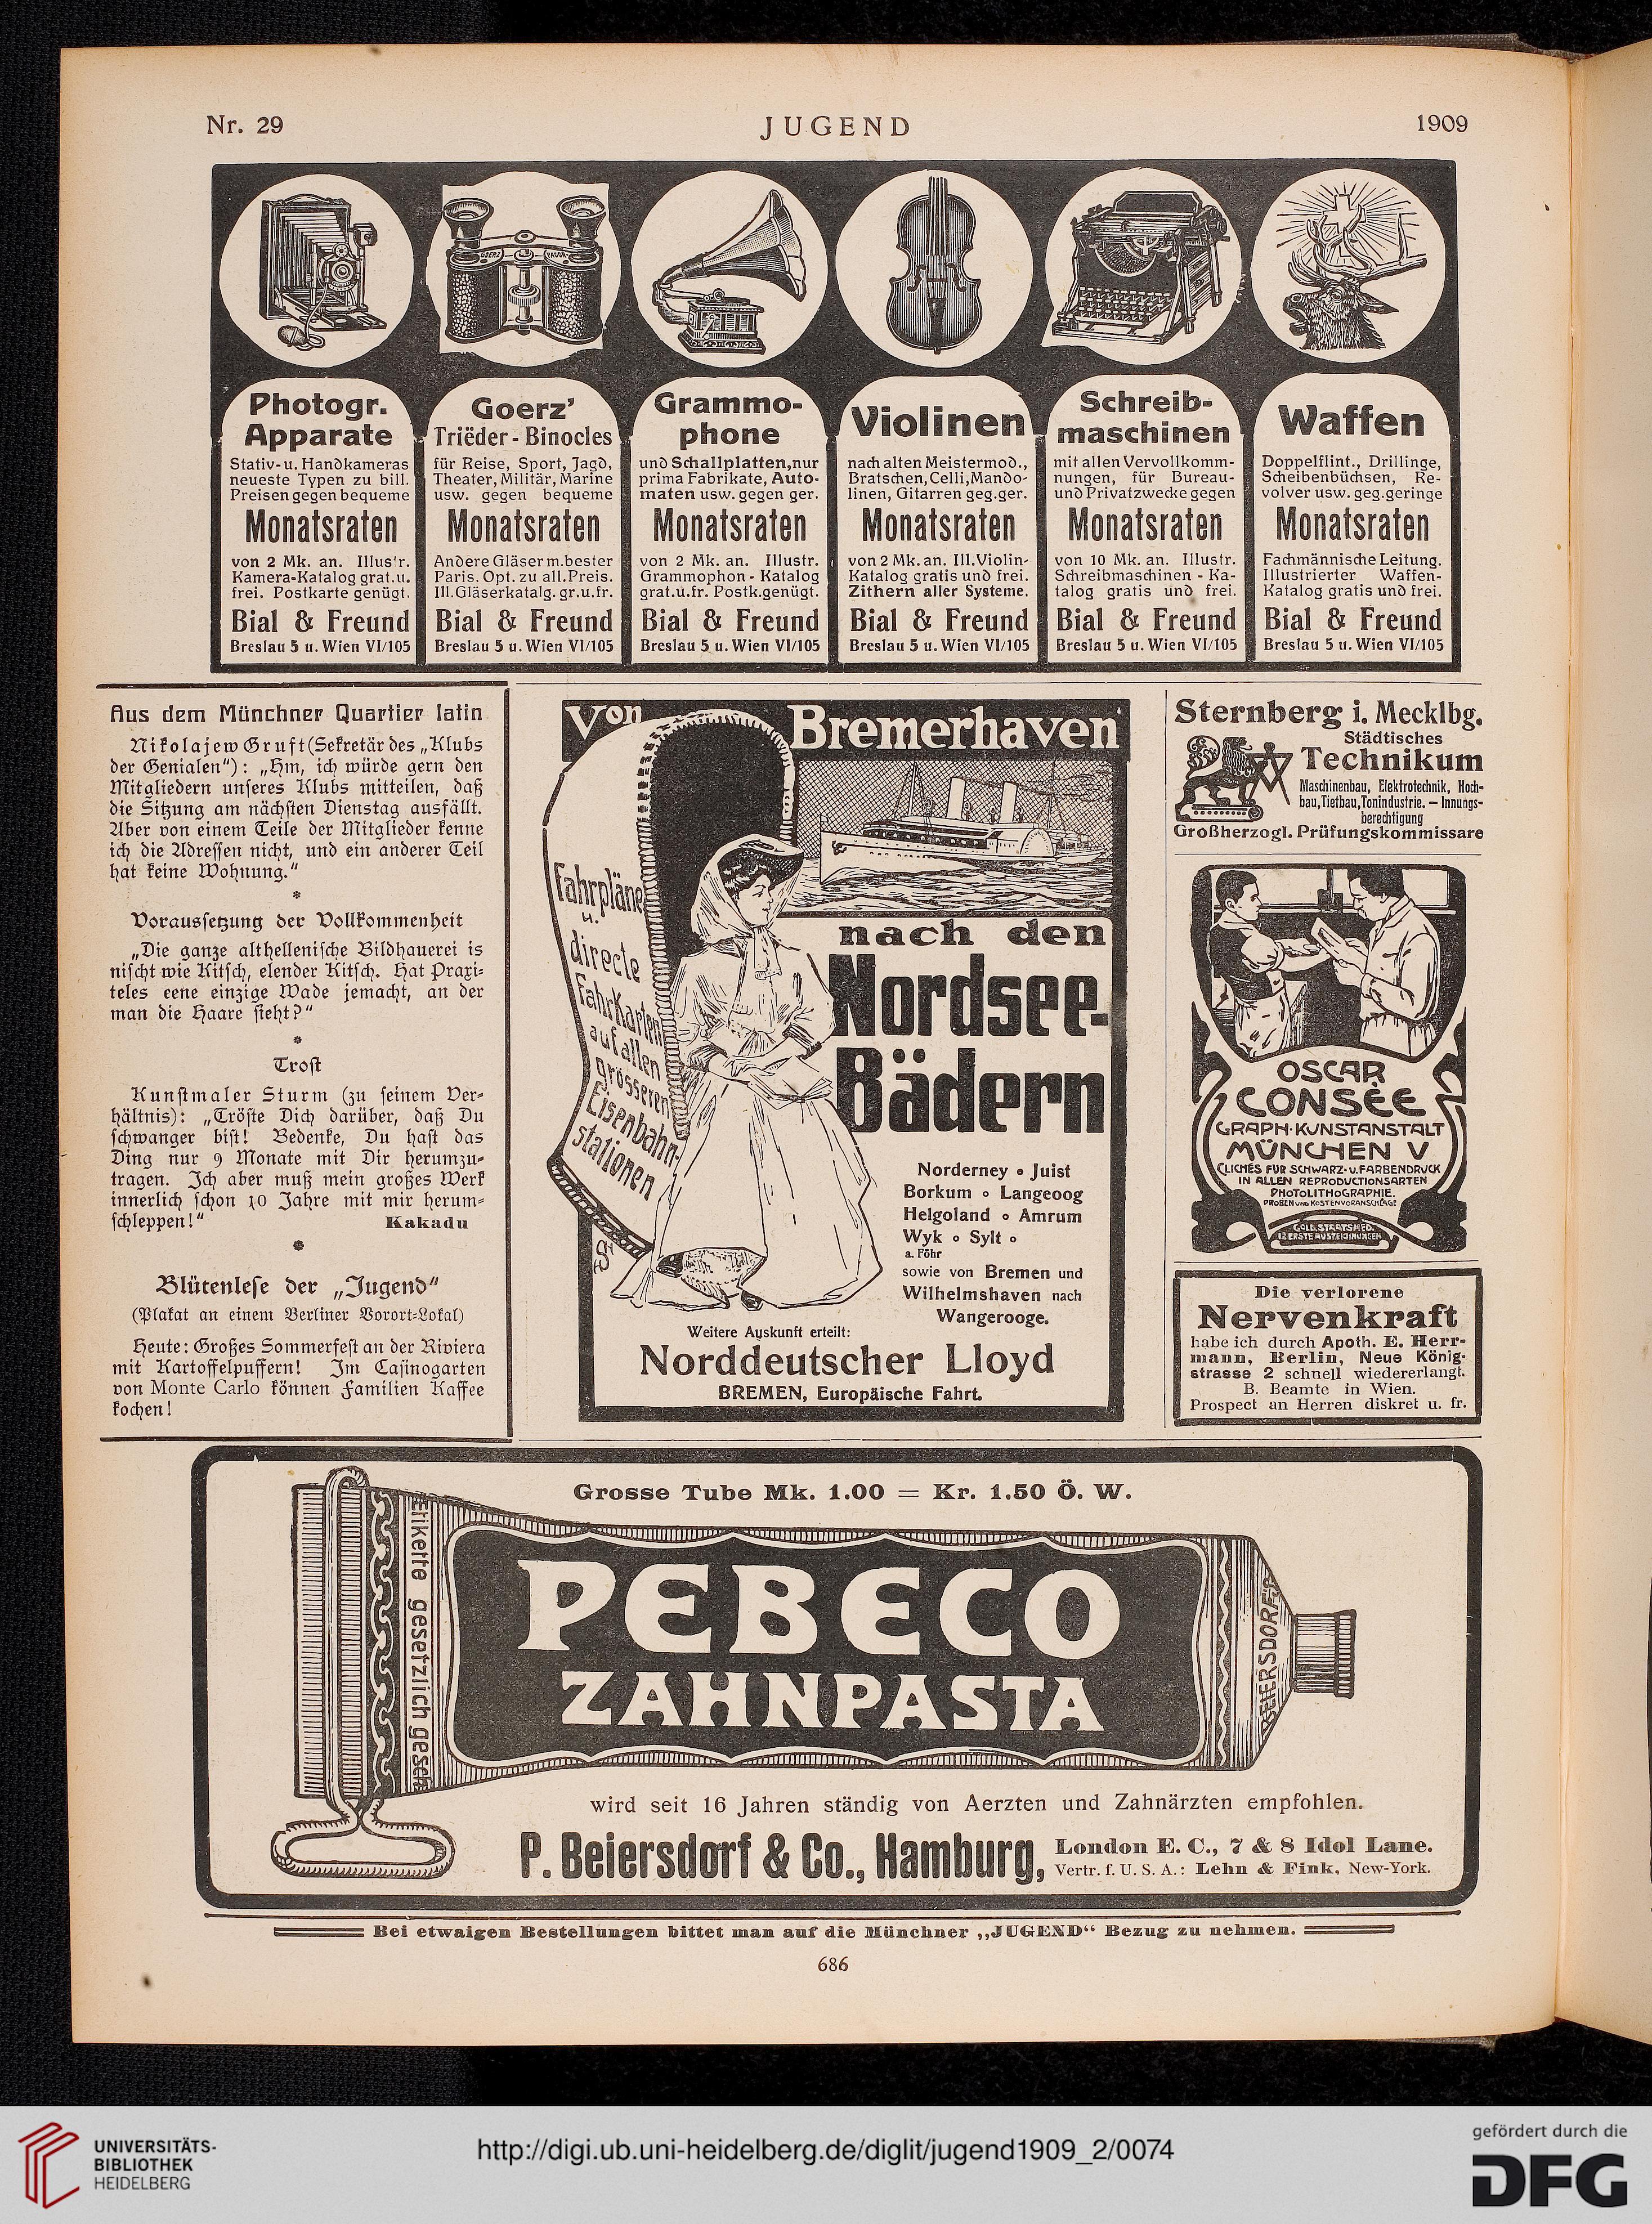 Nr. 29
JUGEND
1909
Photogr.
Apparate
Stativ- u. Handkameras
neueste Typen zu bill.
Preisen gegen bequeme
Monatsraten
von 2 Mk. an. Illustr.
Kamera-Katalog grat. u.
frei. Postkarte genügt.
Bial & Freund
Breslau 5 u. Wien VI/105
Goerz'
Triëder-Binocles
für Reise, Sport, Jagd,
Theater, Militär, Marine
usw. gegen bequeme
Monatsraten
Andere Gläser m. bester
Paris. Opt. zu all. Preis.
Ill. Gläserkatalg. gr. u. fr.
Bial & Freund
Breslau 5 u. Wien VI/105
Grammo-
phone
und Schallplatten, nur
prima Fabrikate, Auto-
maten usw. gegen ger.
Monatsraten
von 2 Mk. an. Illustr.
Grammophon-Katalog
grat. u. fr. Postk. genügt.
Bial & Freund
Breslau 5 u. Wien VI/105
Violinen
nach alten Meistermod.,
Bratschen, Celli, Mando-
linen, Gitarren geg. ger.
Monatsraten
von 2 Mk. an. Ill. Violin-
Katalog gratis und frei.
Zithern aller Systeme.
Bial & Freund
Breslau 5 u. Wien VI/105
Schreib-
maschinen
mit allen Vervollkomm-
nungen, für Bureau-
und Privatzwecke gegen
Monatsraten
von 10 Mk. an. Illustr.
Schreibmaschinen-Ka-
talog gratis und frei.
Bial & Freund
Breslau 5 u. Wien VI/105
Waffen
Doppelflint., Drillinge,
Scheibenbüchsen, Re-
volver usw. geg. geringe
Monatsraten
Fachmännische Leitung.
Illustrierter Waffen-
Katalog gratis und frei.
Bial & Freund
Breslau 5 u. Wien VI/105
Aus dem Münchner Quartier latin
Nikolajew Gruft (Sekretär des „Klubs
der Genialen“): „Hm, ich würde gern den
Mitgliedern unseres Klubs mitteilen, daß
die Sitzung am nächsten Dienstag ausfällt.
Aber von einem Teile der Mitglieder kenne
ich die Adressen nicht, und ein anderer Teil
hat keine Wohnung.“
*
Voraussetzung der Vollkommenheit
„Die ganze althellenische Bildhauerei is
nischt wie Kitsch, elender Kitsch. Hat Praxi-
teles eene einzige Wade jemacht, an der
man die Haare sieht?“
*
Trost
Kunstmaler Sturm (zu seinem Ver-
hältnis): „Tröste Dich darüber, daß Du
schwanger bist! Bedenke, Du hast das
Ding nur 9 Monate mit Dir herumzu-
tragen. Ich aber muß mein großes Werk
innerlich schon 10 Jahre mit mir herum-
schleppen!“ Kakadu
*
Blütenlese der „Jugend“
(Plakat an einem Berliner Vorort-Lokal)
Heute: Großes Sommerfest an der Riviera
mit Kartoffelpuffern! Im Casinogarten
von Monte Carlo können Familien Kaffee
kochen!
Von Bremerhaven
Fahrpläne
u.
directe
Fahrkarten
auf allen
grösseren
Eisenbahn-
stationen
nach den
Nordsee-
Bädern
Norderney • Juist
Borkum • Langeoog
Helgoland • Amrum
Wyk • Sylt •
a. Föhr
sowie von Bremen und
Wilhelmshaven nach
Wangerooge.
Weitere Auskunft erteilt:
Norddeutscher Lloyd
BREMEN, Europäische Fahrt.
Sternberg i. Mecklbg.
Städtisches
Technikum
Maschinenbau, Elektrotechnik, Hoch-
bau, Tiefbau, Tonindustrie. — Innungs-
berechtigung
Großherzogl. Prüfungskommissare
OSCAR
CONSÉE
GRAPH. KUNSTANSTALT
MÜNCHEN V
CLICHÉS FÜR SCHWARZ- u. FARBENDRUCK
IN ALLEN REPRODUCTIONSARTEN
PHOTOLITHOGRAPHIE.
PROBEN UND KOSTENVORANSCHLÄGE
GOLD. STAATSMED.
12 ERSTE AUSZEICHNUNGEN
Die verlorene
Nervenkraft
habe ich durch Apoth. E. Herr-
mann, Berlin, Neue König-
strasse 2 schnell wiedererlangt.
B. Beamte in Wien.
Prospect an Herren diskret u. fr.
Grosse Tube Mk. 1.00 = Kr. 1.50 Ö. W.
Etikette gesetzlich gesch
PEBECO
ZAHNPASTA
BEIERSDORFS
wird seit 16 Jahren ständig von Aerzten und Zahnärzten empfohlen.
P. Beiersdorf & Co., Hamburg,
London E. C., 7 & 8 Idol Lane.
Vertr. f. U. S. A.: Lehn & Fink, New-York.
Bei etwaigen Bestellungen bittet man auf die Münchner „JUGEND“ Bezug zu nehmen.
686
UNIVERSITÄTS-
BIBLIOTHEK
HEIDELBERG
http://digi.ub.uni-heidelberg.de/diglit/jugend1909_2/0074
gefördert durch die
DFG